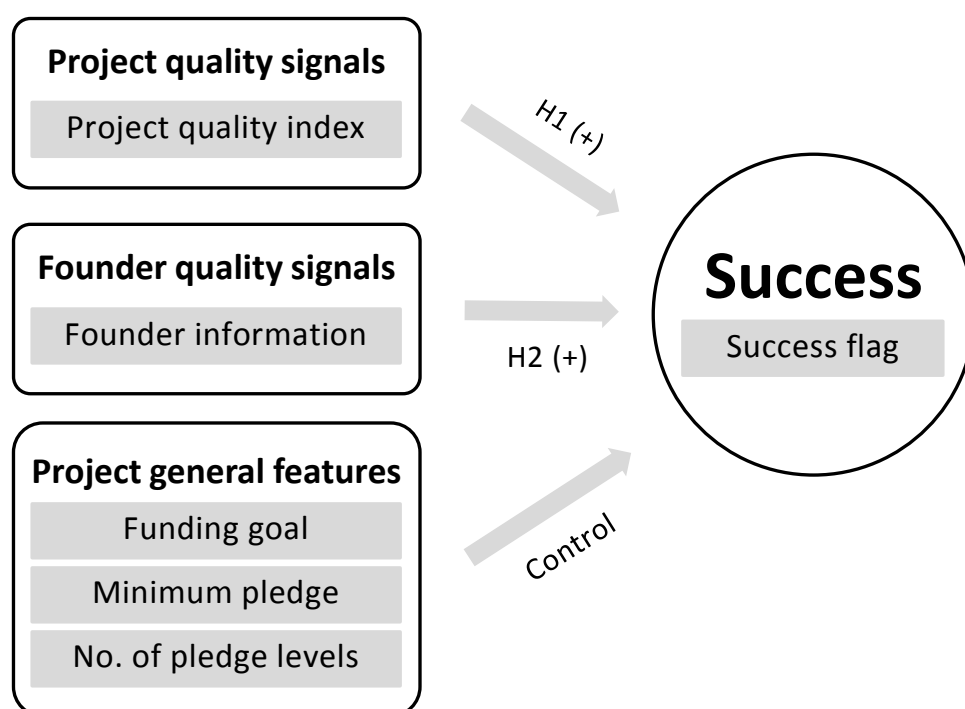 Project quality signals
Project quality index
H1 (+)
Founder quality signals
Founder information
H2 (+)
Success
Success flag
Project general features
Funding goal
Minimum pledge
No. of pledge levels
Control